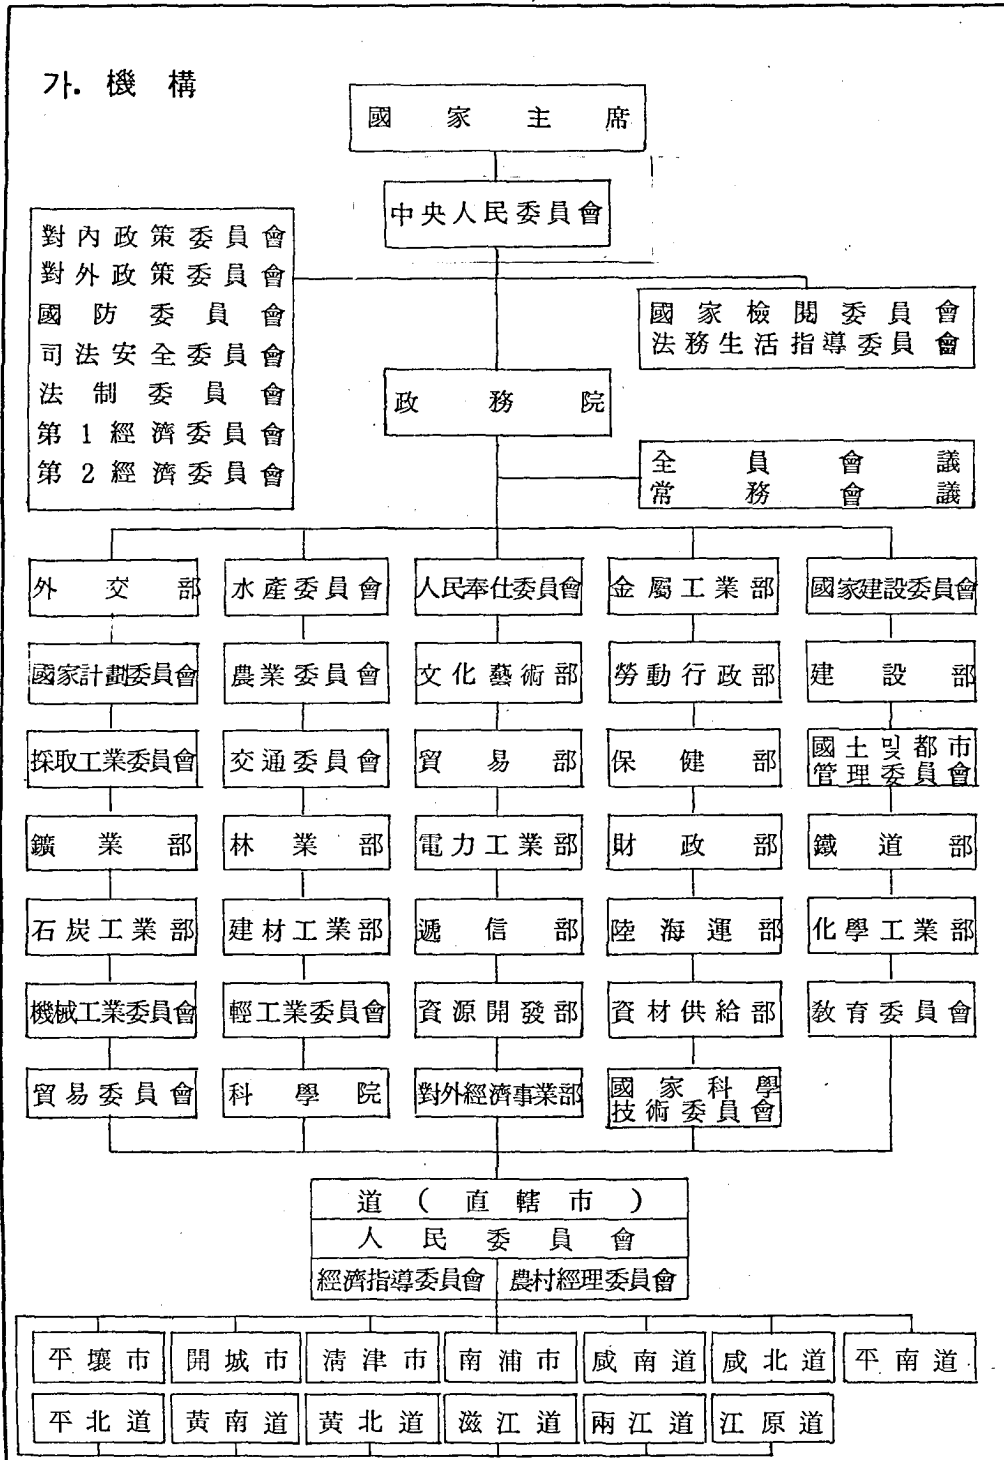 가. 機構
國家主席
中央人民委員會
對內政策委員會
對外政策委員會
國防委員會
司法安全委員會
法制委員會
第1經濟委員會
第2經濟委員會
國家檢閱委員會
法務生活指導委員會
政務院
全員會議
常務會議
外交部 水產委員會 人民奉仕委員會 金屬工業部 國家建設委員會
國家計劃委員會 農業委員會 文化藝術部 勞動行政部 建設部
採取工業委員會 交通委員會 貿易部 保健部 國土및都市
管理委員會
鑛業部 林業部 電力工業部 財政部 鐵道部
石炭工業部 建材工業部 遞信部 陸海運部 化學工業部
機械工業委員會 輕工業委員會 資源開發部 資材供給部 敎育委員會
貿易委員會 科學院 對外經濟事業部 國家科學
技術委員會
道(直轄市)
人民委員會
經濟指導委員會 農村經理委員會
平壤市 開城市 淸津市 南浦市 咸南道 咸北道 平南道
平北道 黃南道 黃北道 滋江道 兩江道 江原道